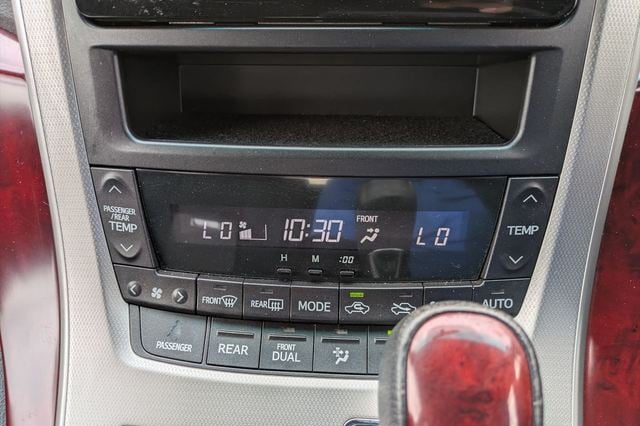 PASSENGER
/REAR
TEMP
LO 10:30 FRONT LO
H M :00
TEMP
FRONT REAR MODE AUTO
PASSENGER REAR FRONT
DUAL